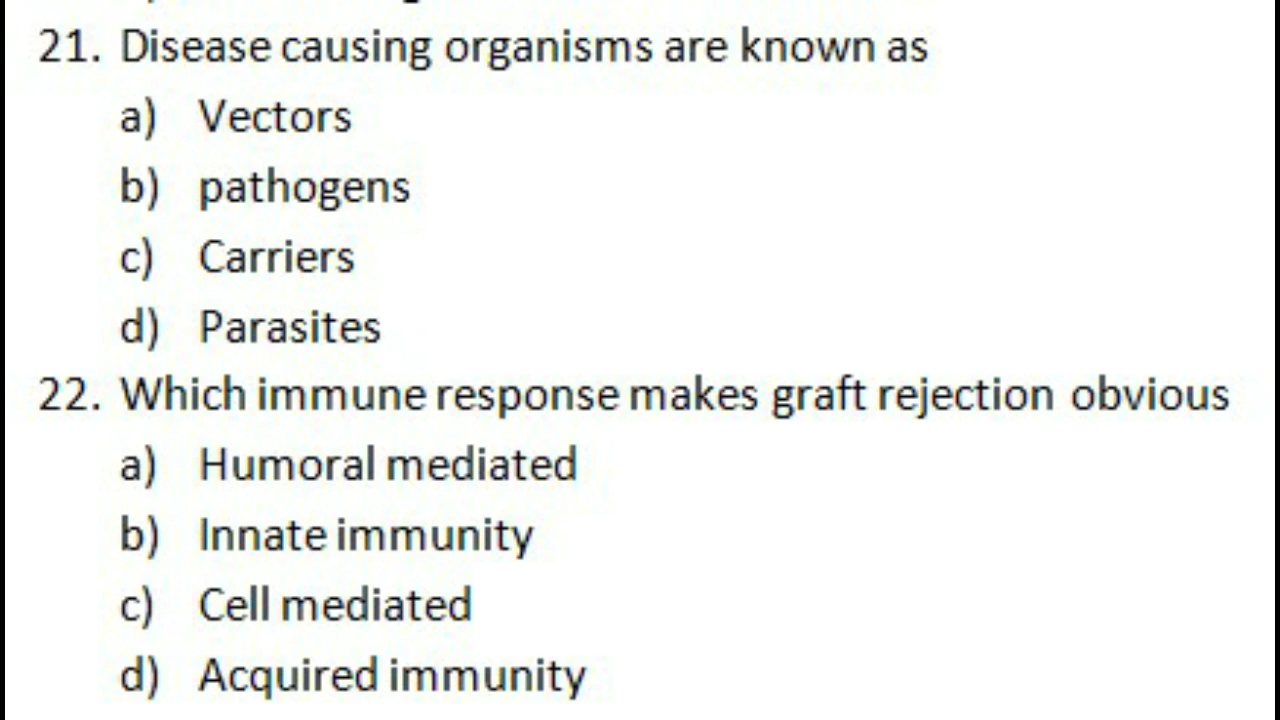 21. Disease causing organisms are known as
a) Vectors
b) pathogens
c) Carriers
d) Parasites
22. Which immune response makes graft rejection obvious
a) Humoral mediated
b) Innate immunity
c) Cell mediated
d) Acquired immunity